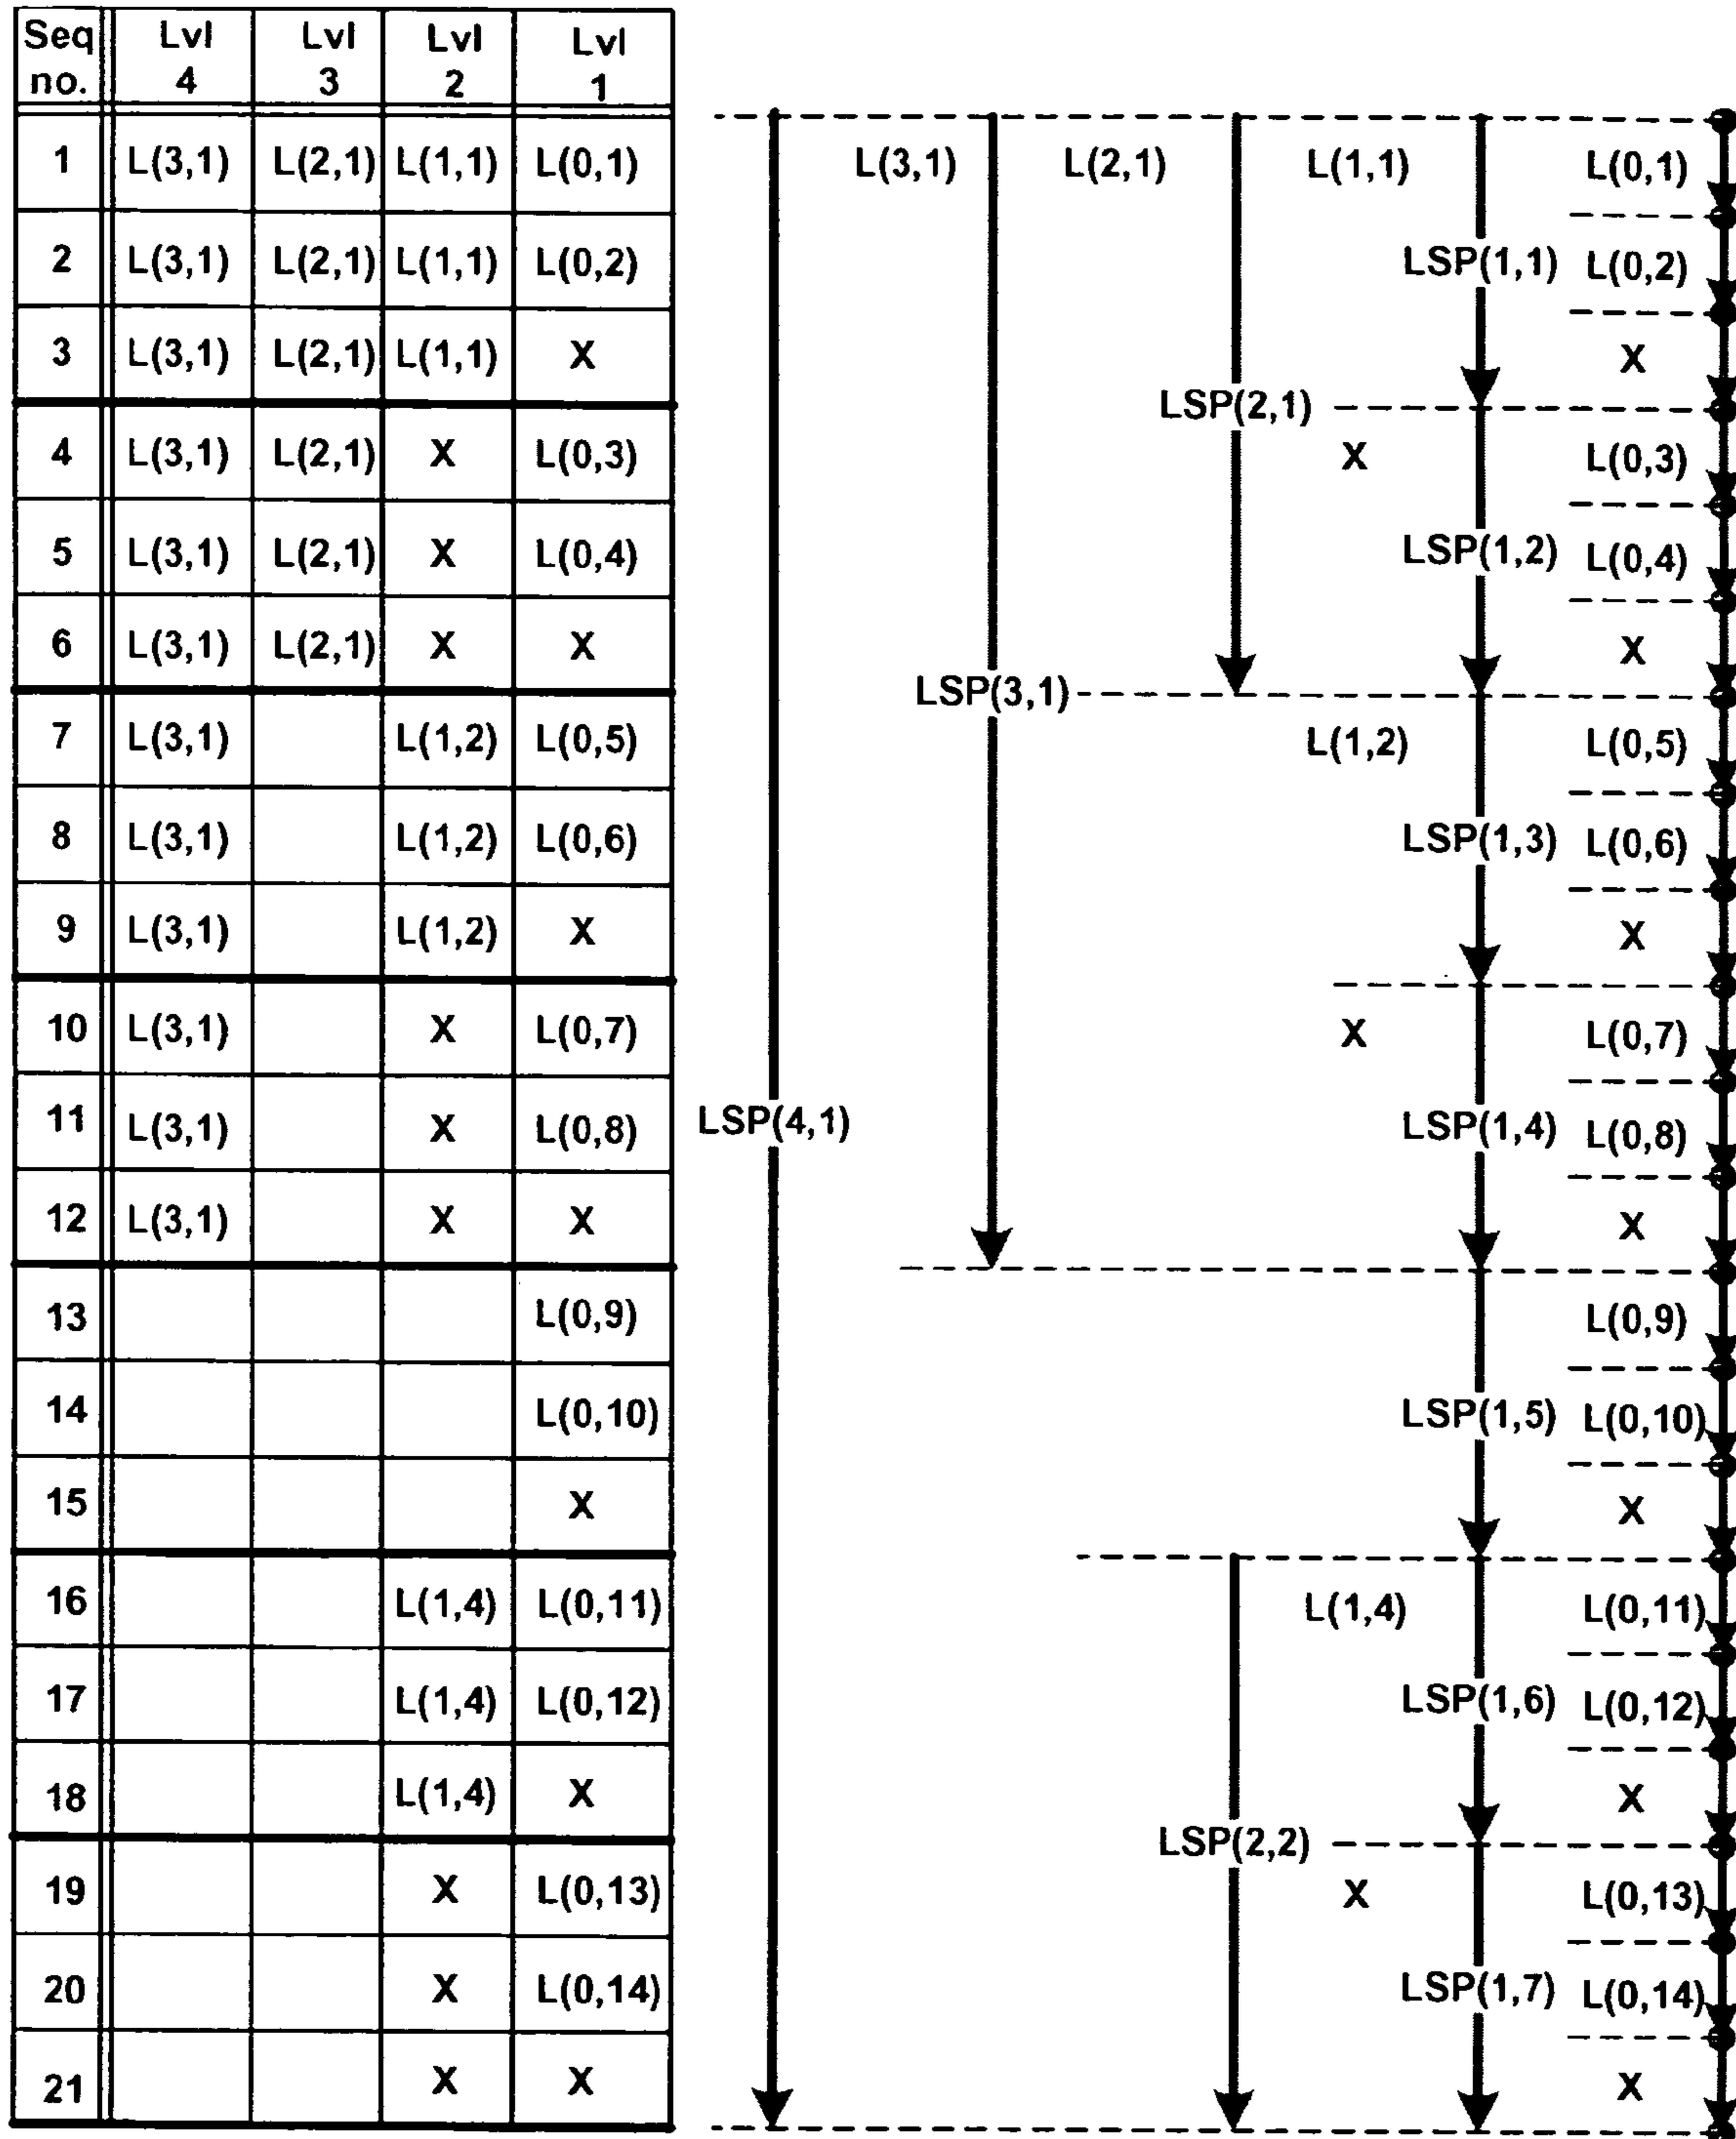 Seq no. Lvl 4 Lvl 3 Lvl 2 Lvl 1
1 L(3,1) L(2,1) L(1,1) L(0,1)
2 L(3,1) L(2,1) L(1,1) L(0,2)
3 L(3,1) L(2,1) L(1,1) X
4 L(3,1) L(2,1) X L(0,3)
5 L(3,1) L(2,1) X L(0,4)
6 L(3,1) L(2,1) X X
7 L(3,1) L(1,2) L(0,5)
8 L(3,1) L(1,2) L(0,6)
9 L(3,1) L(1,2) X
10 L(3,1) X L(0,7)
11 L(3,1) X L(0,8)
12 L(3,1) X X
13 L(0,9)
14 L(0,10)
15 X
16 L(1,4) L(0,11)
17 L(1,4) L(0,12)
18 L(1,4) X
19 X L(0,13)
20 X L(0,14)
21 X X
L(3,1) L(2,1) L(1,1) L(0,1)
LSP(1,1) L(0,2)
X
LSP(2,1)
X L(0,3)
LSP(1,2) L(0,4)
X
LSP(3,1)
L(1,2) L(0,5)
LSP(1,3) L(0,6)
X
X L(0,7)
LSP(4,1) LSP(1,4) L(0,8)
X
L(0,9)
LSP(1,5) L(0,10)
X
L(1,4) L(0,11)
LSP(1,6) L(0,12)
X
LSP(2,2)
X L(0,13)
LSP(1,7) L(0,14)
X